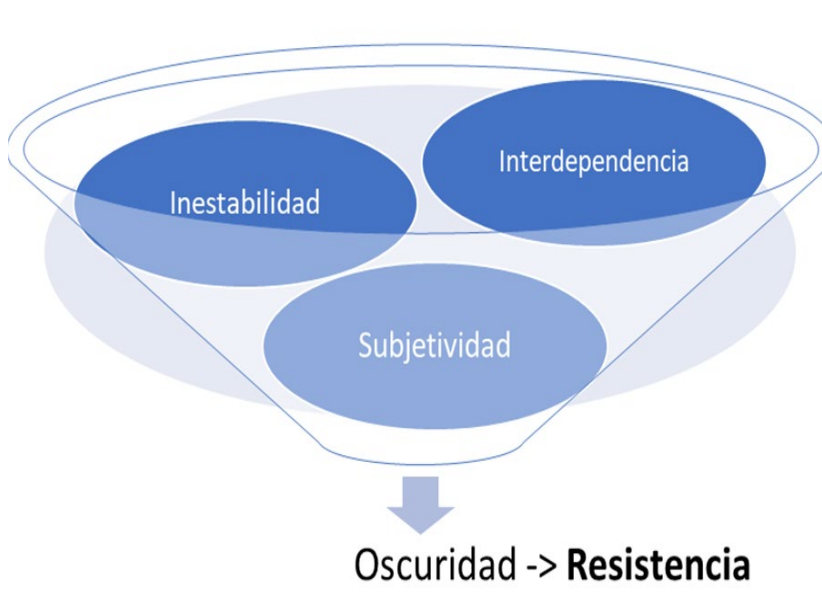 Interdependencia
Inestabilidad
Subjetividad
Oscuridad -> Resistencia